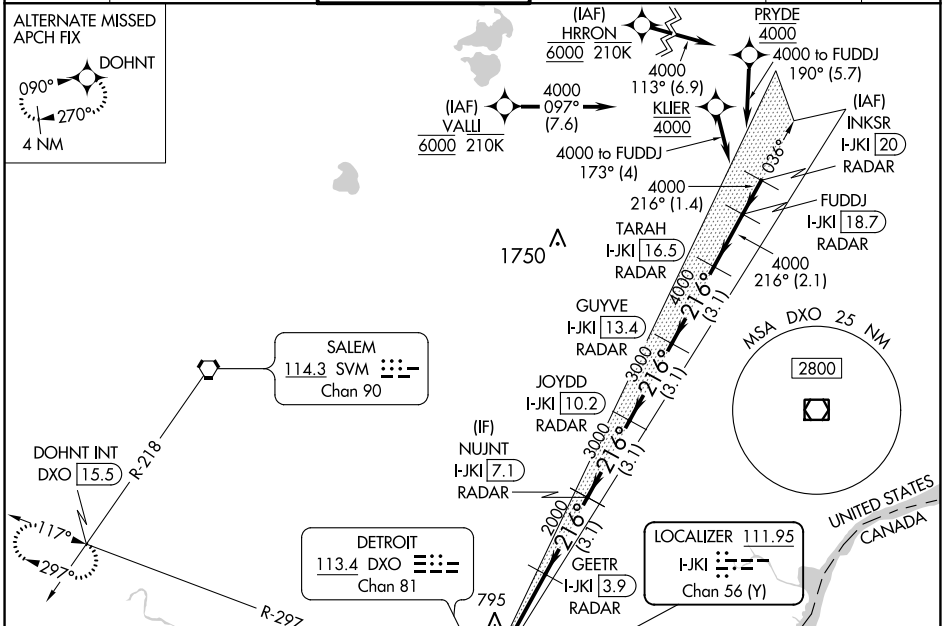 ALTERNATE MISSED
APCH FIX
DOHNT
090°
270°
4 NM
(IAF)
HRRON
6000 210K
4000
113° (6.9)
PRYDE
4000
4000 to FUDDJ
190° (5.7)
(IAF)
VALLI
6000 210K
4000
097°
(7.6)
KLIER
4000
4000 to FUDDJ
173° (4)
036°
(IAF)
INKSR
I-JKI 20
RADAR
4000
216° (1.4)
FUDDJ
I-JKI 18.7
RADAR
4000
216° (2.1)
TARAH
I-JKI 16.5
RADAR
1750
4000
216°
(3.1)
GUYVE
I-JKI 13.4
RADAR
3000
216°
(3.1)
JOYDD
I-JKI 10.2
RADAR
3000
216°
(3.1)
(IF)
NUJNT
I-JKI 7.1
RADAR
2000
216°
(3.1)
GEETR
I-JKI 3.9
RADAR
MSA DXO 25 NM
2800
SALEM
114.3 SVM
Chan 90
R-218
DOHNT INT
DXO 15.5
117°
297°
R-297
DETROIT
113.4 DXO
Chan 81
795
LOCALIZER 111.95
I-JKI
Chan 56 (Y)
UNITED STATES
CANADA